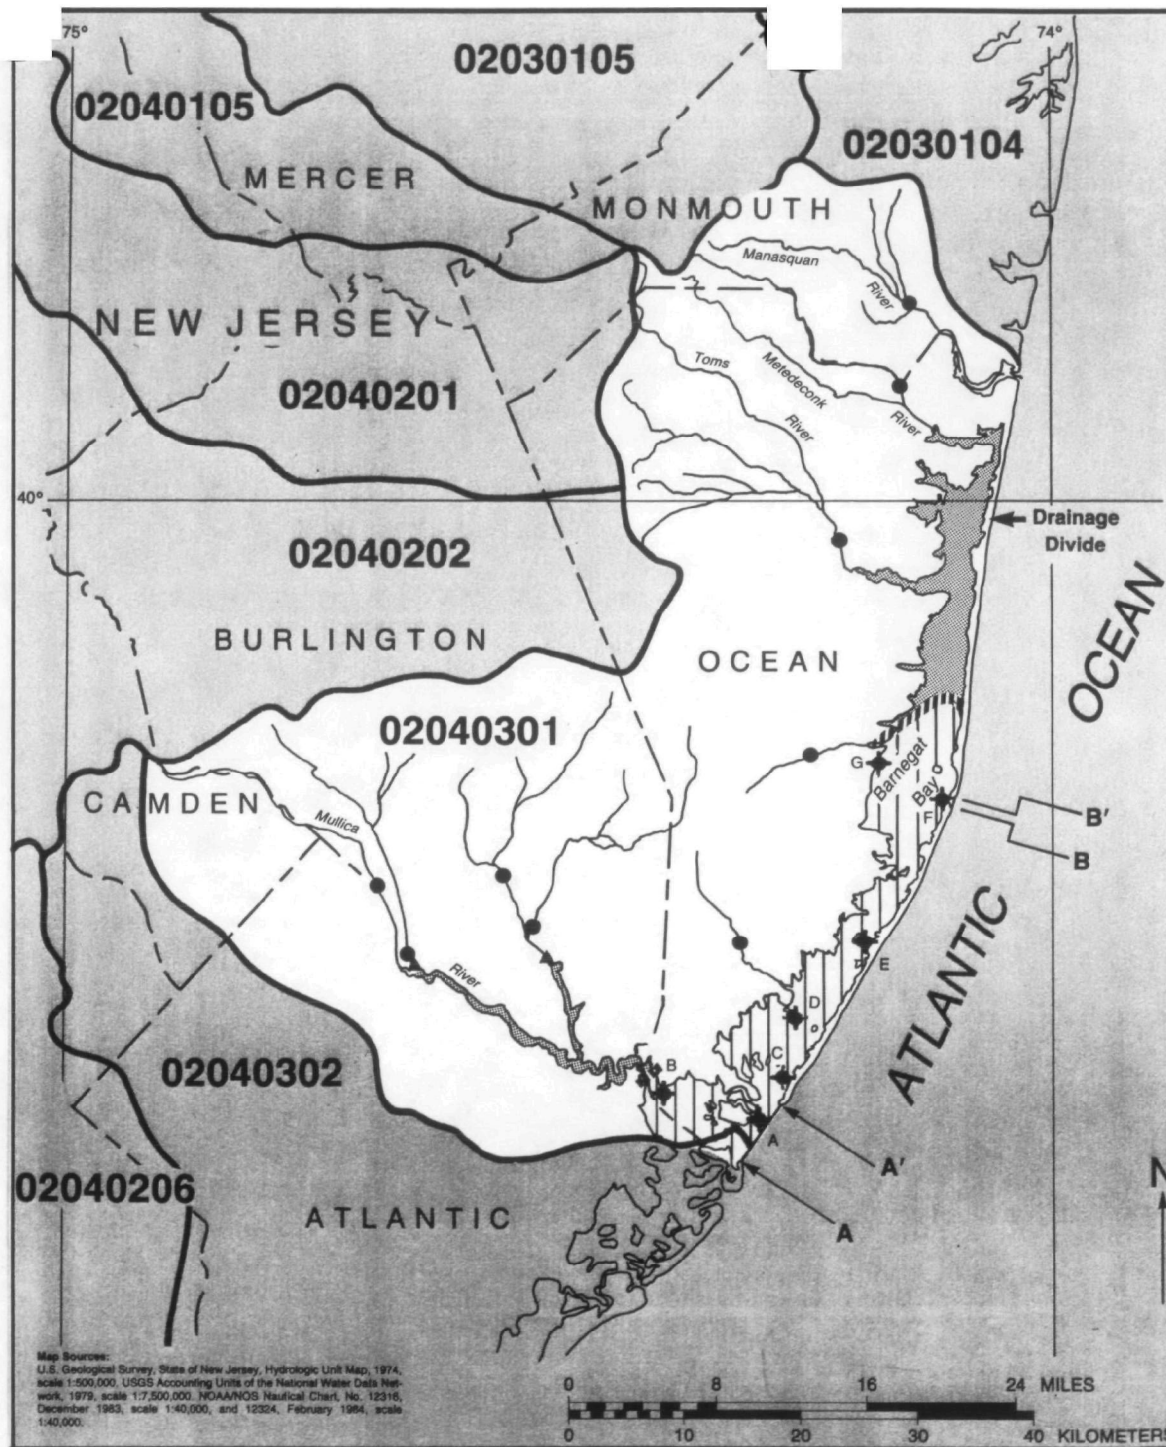 75°
74°
02030105
02040105
02030104
MERCER
MONMOUTH
Manasquan
River
NEW JERSEY
Toms
River
Metedeconk
River
02040201
40°
Drainage
Divide
02040202
BURLINGTON
OCEAN
OCEAN
02040301
CAMDEN
Mullica
River
G
Barnegat
Bay
F
B'
B
E
D
C
B
A
ATLANTIC
A'
A
02040302
02040206
ATLANTIC
N
Map Sources:
U.S. Geological Survey, State of New Jersey, Hydrologic Unit Map, 1974,
scale 1:500,000. USGS Accounting Units of the National Water Data Net-
work, 1979, scale 1:7,500,000. NOAA/NOS Nautical Chart, No. 12316,
December 1983, scale 1:40,000, and 12324, February 1984, scale
1:40,000.
0 8 16 24 MILES
0 10 20 30 40 KILOMETERS